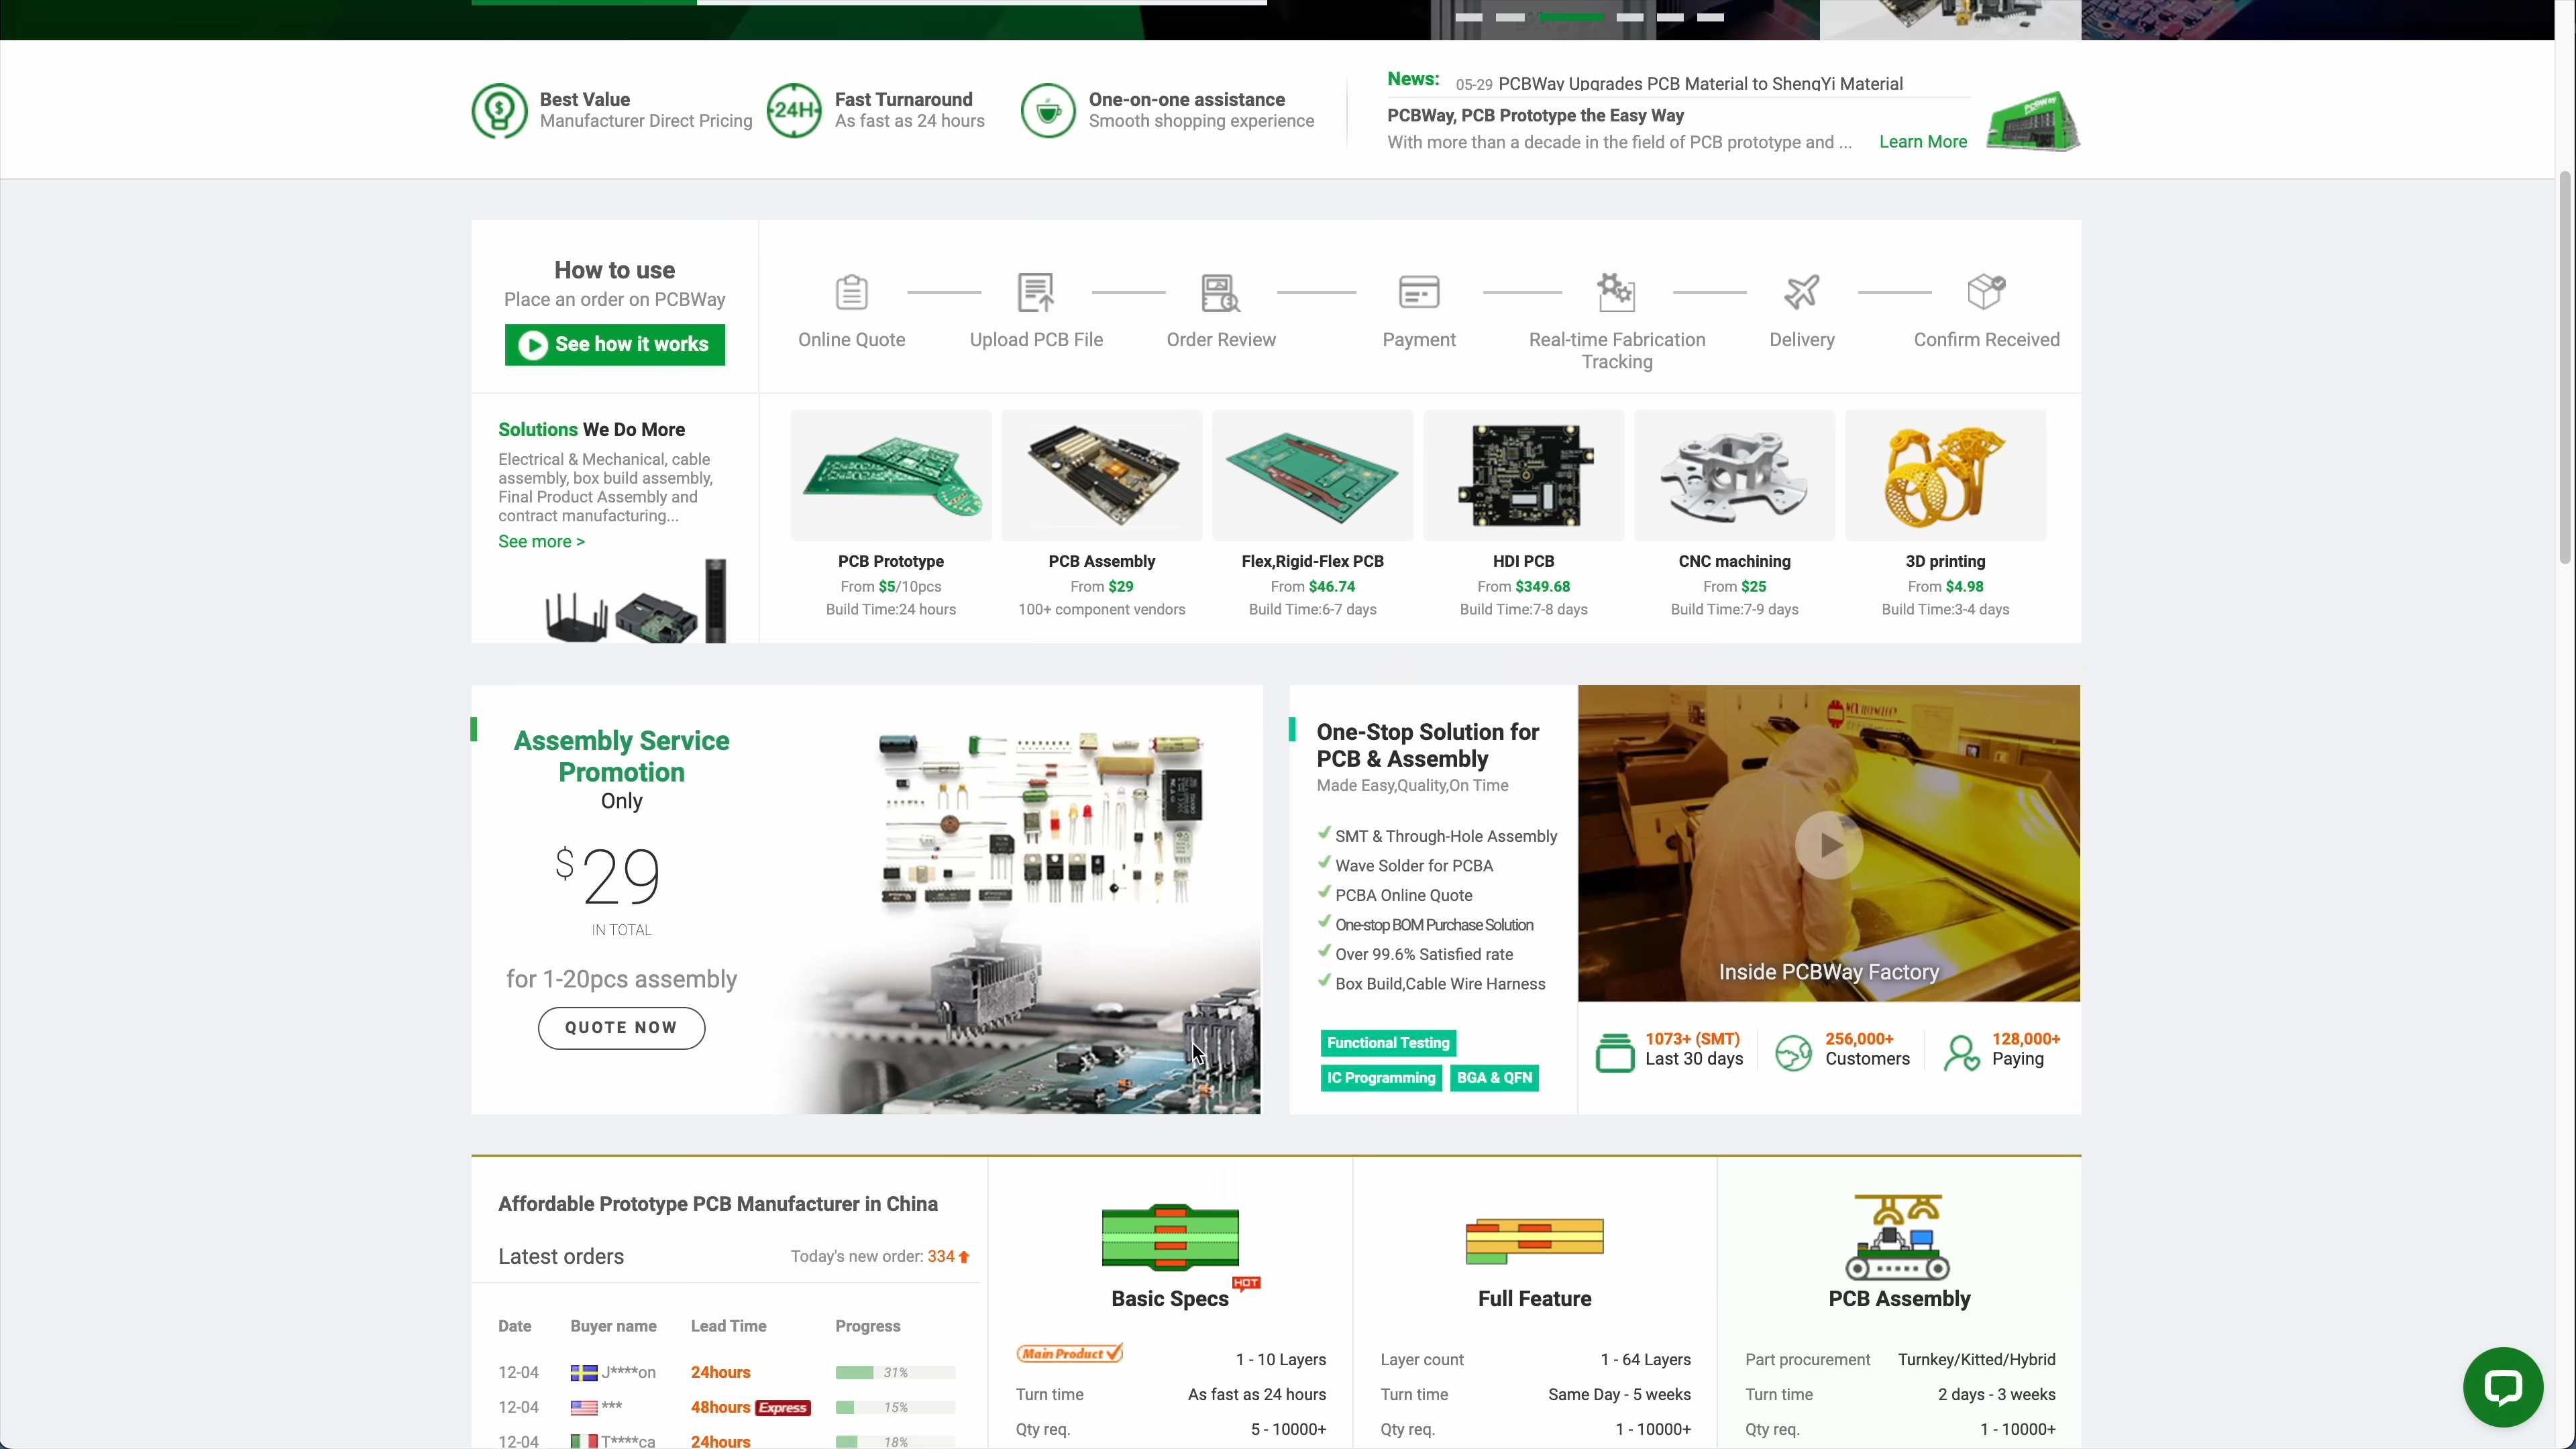 Best Value
Manufacturer Direct Pricing
24H
Fast Turnaround
As fast as 24 hours
One-on-one assistance
Smooth shopping experience
News: 05-29 PCBWay Upgrades PCB Material to ShengYi Material
PCBWay, PCB Prototype the Easy Way
With more than a decade in the field of PCB prototype and ... Learn More
PCBWay
How to use
Place an order on PCBWay
See how it works
Online Quote
Upload PCB File
Order Review
Payment
Real-time Fabrication
Tracking
Delivery
Confirm Received
Solutions We Do More
Electrical & Mechanical, cable
assembly, box build assembly,
Final Product Assembly and
contract manufacturing...
See more >
PCB Prototype
From $5/10pcs
Build Time:24 hours
PCB Assembly
From $29
100+ component vendors
Flex,Rigid-Flex PCB
From $46.74
Build Time:6-7 days
HDI PCB
From $349.68
Build Time:7-8 days
CNC machining
From $25
Build Time:7-9 days
3D printing
From $4.98
Build Time:3-4 days
Assembly Service
Promotion
Only
$29
IN TOTAL
for 1-20pcs assembly
QUOTE NOW
One-Stop Solution for
PCB & Assembly
Made Easy,Quality,On Time
SMT & Through-Hole Assembly
Wave Solder for PCBA
PCBA Online Quote
One-stop BOM Purchase Solution
Over 99.6% Satisfied rate
Box Build,Cable Wire Harness
Functional Testing
IC Programming BGA & QFN
TECHNOLOGY
Inside PCBWay Factory
1073+ (SMT)
Last 30 days
256,000+
Customers
128,000+
Paying
Affordable Prototype PCB Manufacturer in China
Latest orders Today's new order: 334
Date Buyer name Lead Time Progress
12-04 J****on 24hours 31%
12-04 *** 48hours Express 15%
12-04 T****ca 24hours 18%
HOT
Basic Specs
Main Product 1 - 10 Layers
Turn time As fast as 24 hours
Qty req. 5 - 10000+
Full Feature
Layer count 1 - 64 Layers
Turn time Same Day - 5 weeks
Qty req. 1 - 10000+
PCB Assembly
Part procurement Turnkey/Kitted/Hybrid
Turn time 2 days - 3 weeks
Qty req. 1 - 10000+